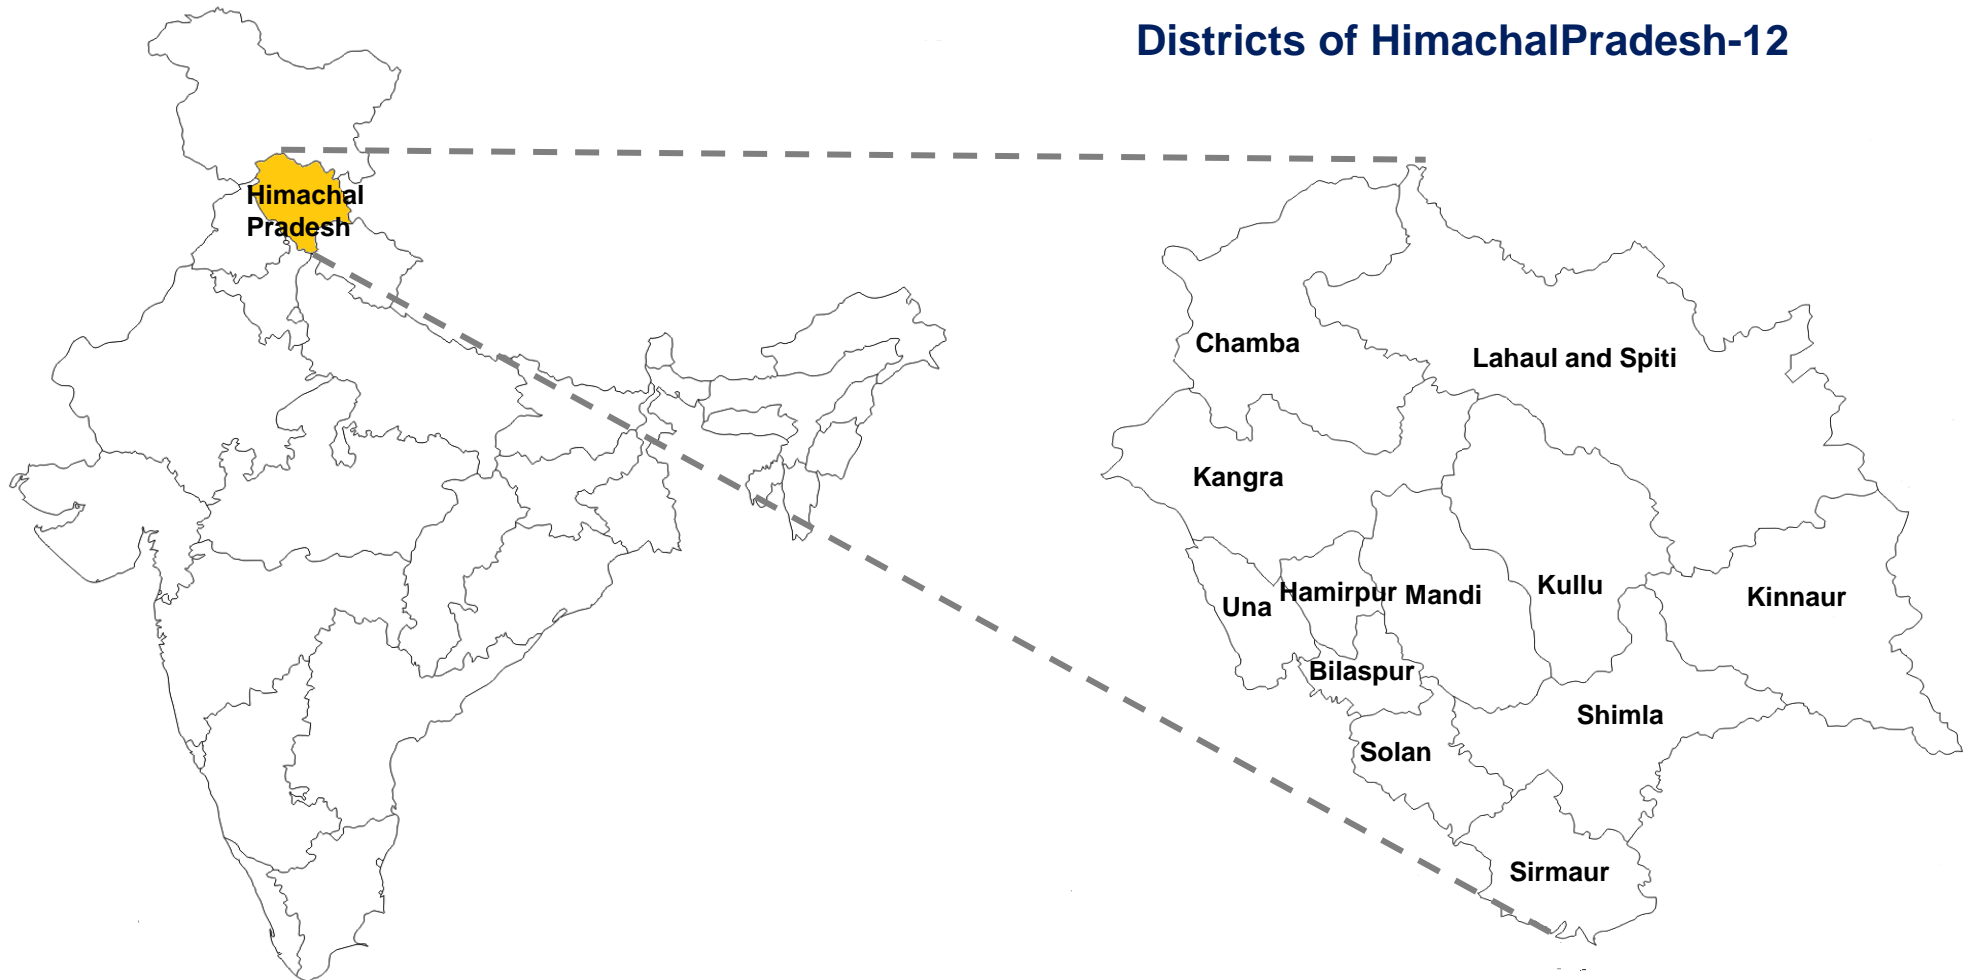 Districts of HimachalPradesh-12
Himachal
Pradesh
Chamba
Lahaul and Spiti
Kangra
Hamirpur
Mandi
Kullu
Kinnaur
Una
Bilaspur
Shimla
Solan
Sirmaur